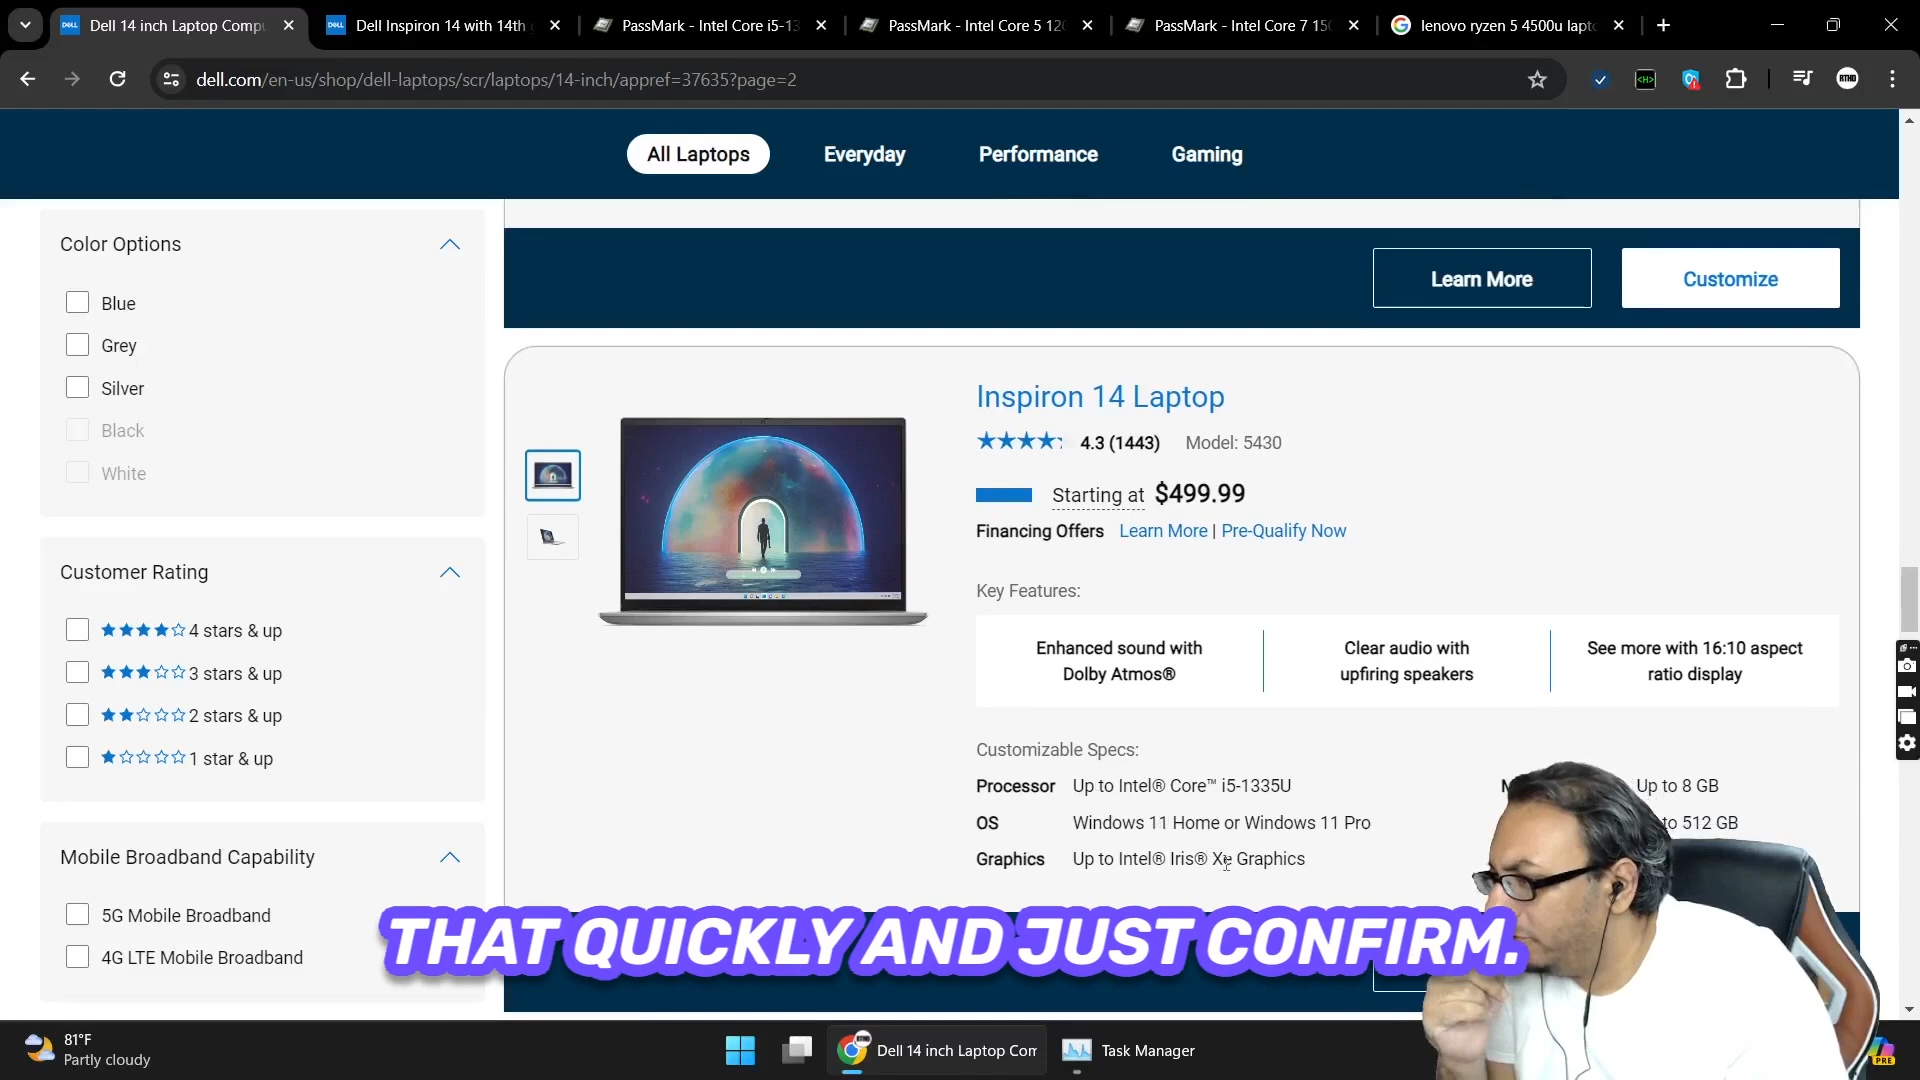 Dell 14 inch Laptop Compu
Dell Inspiron 14 with 14th
PassMark - Intel Core i5-13
PassMark - Intel Core 5 120
PassMark - Intel Core 7 150
lenovo ryzen 5 4500u lapto
dell.com/en-us/shop/dell-laptops/scr/laptops/14-inch/appref=37635?page=2
All Laptops
Everyday
Performance
Gaming
Color Options
Blue
Grey
Silver
Black
White
Customer Rating
4 stars & up
3 stars & up
2 stars & up
1 star & up
Mobile Broadband Capability
5G Mobile Broadband
4G LTE Mobile Broadband
Learn More
Customize
Inspiron 14 Laptop
4.3 (1443) Model: 5430
Starting at $499.99
Financing Offers Learn More | Pre-Qualify Now
Key Features:
Enhanced sound with
Dolby Atmos®
Clear audio with
upfiring speakers
See more with 16:10 aspect
ratio display
Customizable Specs:
Processor Up to Intel® Core™ i5-1335U
Up to 8 GB
OS Windows 11 Home or Windows 11 Pro
to 512 GB
Graphics Up to Intel® Iris® Xe Graphics
THAT QUICKLY AND JUST CONFIRM.
81°F
Partly cloudy
Dell 14 inch Laptop Com
Task Manager
PRE